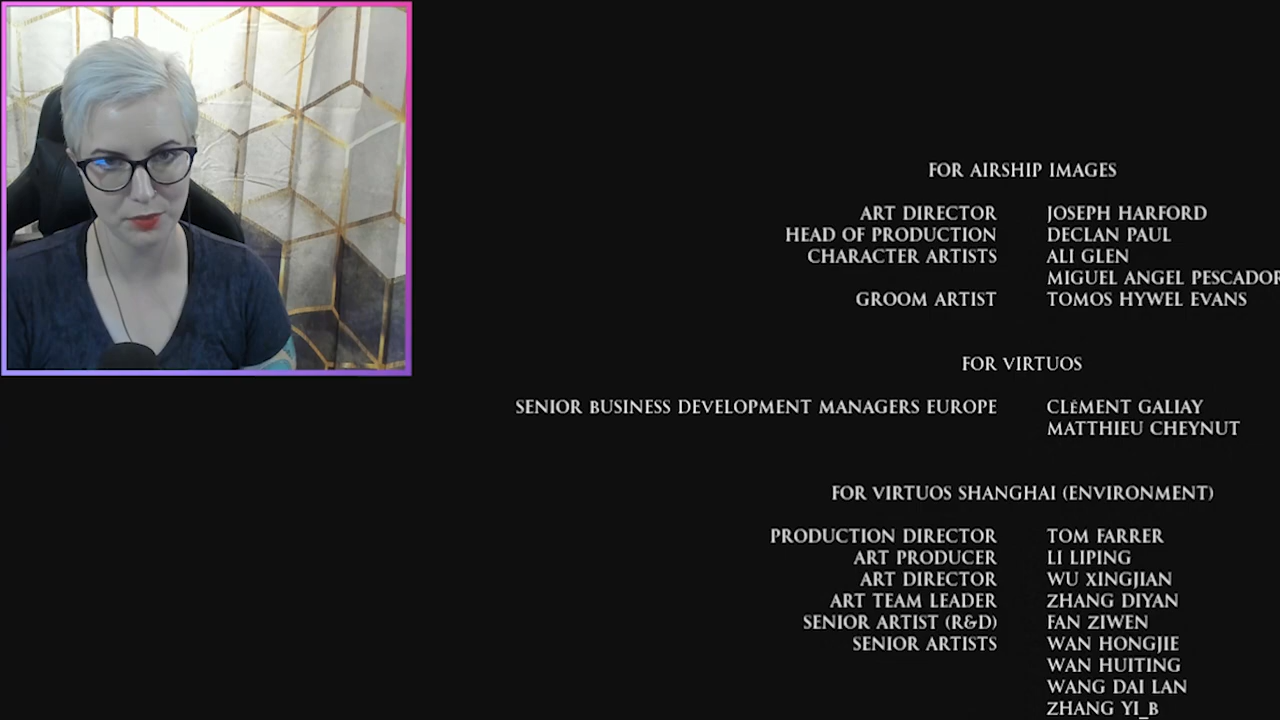 FOR AIRSHIP IMAGES
ART DIRECTOR JOSEPH HARFORD
HEAD OF PRODUCTION DECLAN PAUL
CHARACTER ARTISTS ALI GLEN
MIGUEL ANGEL PESCADOR
GROOM ARTIST TOMOS HYWEL EVANS
FOR VIRTUOS
SENIOR BUSINESS DEVELOPMENT MANAGERS EUROPE CLÉMENT GALIAY
MATTHIEU CHEYNUT
FOR VIRTUOS SHANGHAI (ENVIRONMENT)
PRODUCTION DIRECTOR TOM FARRER
ART PRODUCER LI LIPING
ART DIRECTOR WU XINGJIAN
ART TEAM LEADER ZHANG DIYAN
SENIOR ARTIST (R&D) FAN ZIWEN
SENIOR ARTISTS WAN HONGJIE
WAN HUITING
WANG DAI LAN
ZHANG YI_B